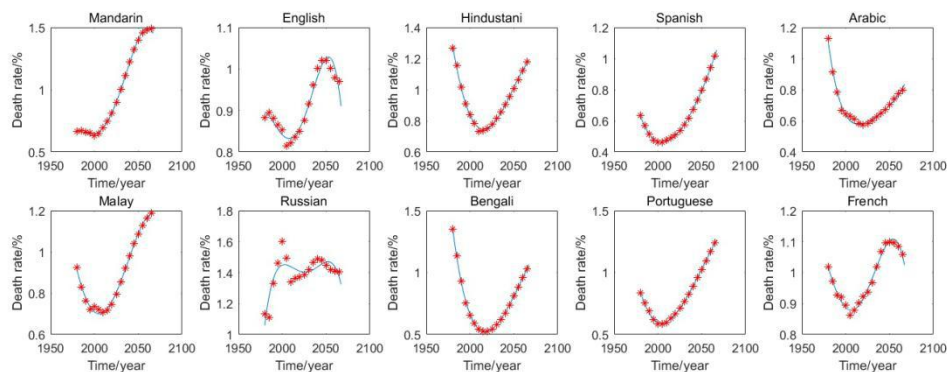 Mandarin
1.5
1
0.5
Death rate/%
1950 2000 2050 2100
Time/year
English
1.2
1
0.8
Death rate/%
1950 2000 2050 2100
Time/year
Hindustani
1.4
1.2
1
0.8
0.6
Death rate/%
1950 2000 2050 2100
Time/year
Spanish
1.2
1
0.8
0.6
0.4
Death rate/%
1950 2000 2050 2100
Time/year
Arabic
1.2
1
0.8
0.6
0.4
Death rate/%
1950 2000 2050 2100
Time/year
Malay
1.2
1
0.8
0.6
Death rate/%
1950 2000 2050 2100
Time/year
Russian
1.8
1.6
1.4
1.2
1
Death rate/%
1950 2000 2050 2100
Time/year
Bengali
1.5
1
0.5
Death rate/%
1950 2000 2050 2100
Time/year
Portuguese
1.5
1
0.5
Death rate/%
1950 2000 2050 2100
Time/year
French
1.2
1.1
1
0.9
0.8
Death rate/%
1950 2000 2050 2100
Time/year